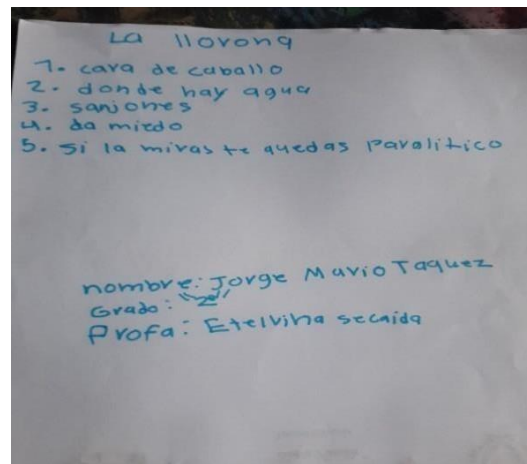 La llorona
1. cara de caballo
2. donde hay agua
3. sanjones
4. da miedo
5. si la miras te quedas paralitico
nombre: Jorge Mario Taquez
Grado: "2"
Profa: Etelvina secaida